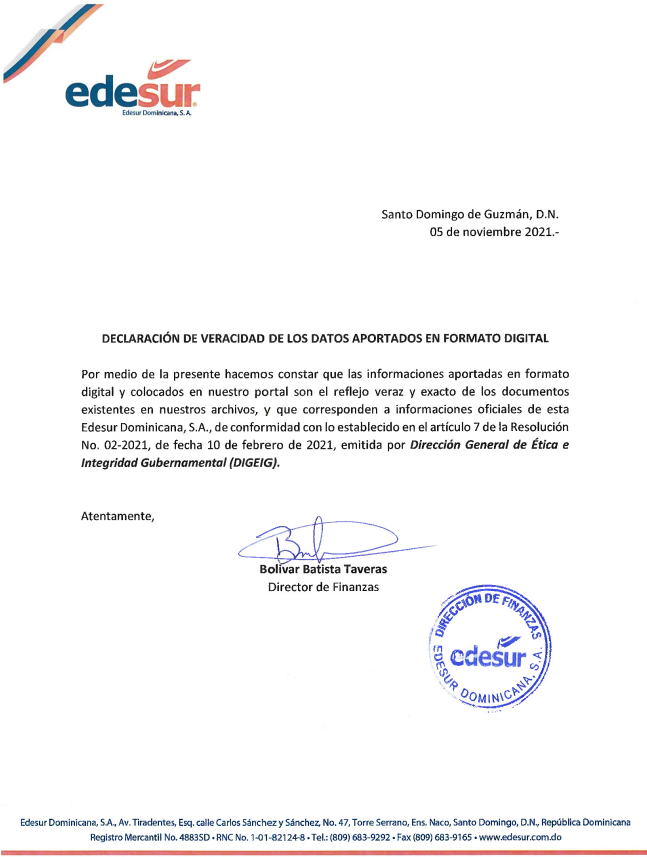 edesur
Edesur Dominicana, S.A.
Santo Domingo de Guzmán, D.N.
05 de noviembre 2021.-
DECLARACIÓN DE VERACIDAD DE LOS DATOS APORTADOS EN FORMATO DIGITAL
Por medio de la presente hacemos constar que las informaciones aportadas en formato
digital y colocados en nuestro portal son el reflejo veraz y exacto de los documentos
existentes en nuestros archivos, y que corresponden a informaciones oficiales de esta
Edesur Dominicana, S.A., de conformidad con lo establecido en el artículo 7 de la Resolución
No. 02-2021, de fecha 10 de febrero de 2021, emitida por Dirección General de Ética e
Integridad Gubernamental (DIGEIG).
Atentamente,
Bolívar Batista Taveras
Director de Finanzas
DIRECCIÓN DE FINANZAS
edesur
EDESUR DOMINICANA, S.A.
Edesur Dominicana, S.A., Av. Tiradentes, Esq. calle Carlos Sánchez y Sánchez, No. 47, Torre Serrano, Ens. Naco, Santo Domingo, D.N., República Dominicana
Registro Mercantil No. 4883SD • RNC No. 1-01-82124-8 • Tel.: (809) 683-9292 • Fax (809) 683-9165 • www.edesur.com.do